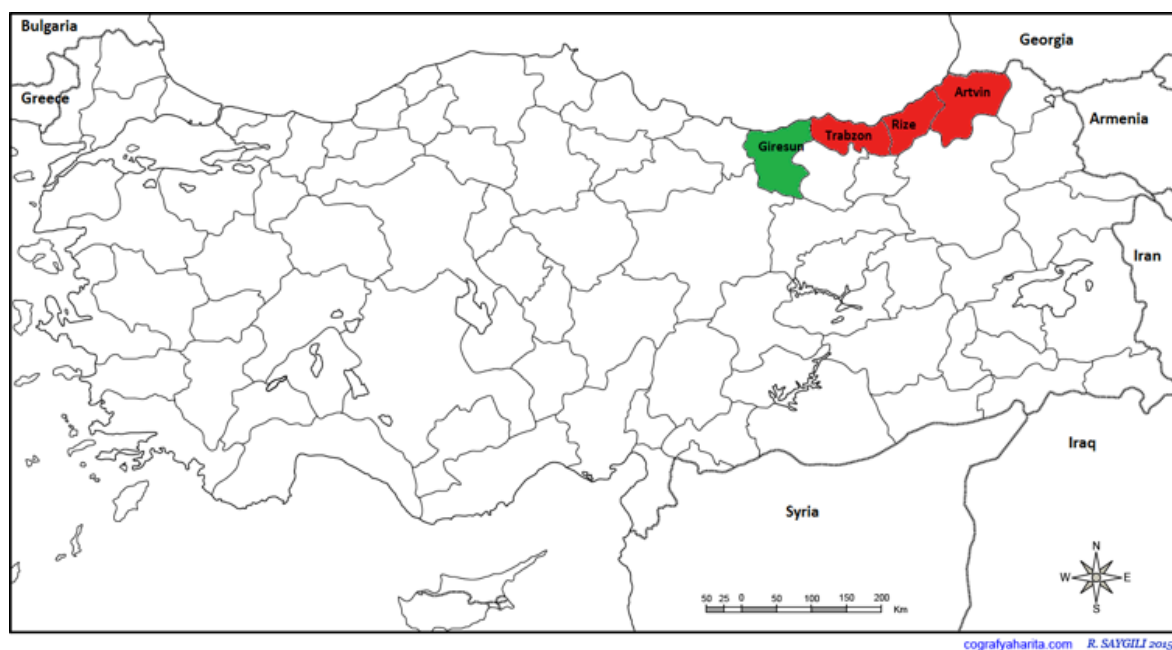 Bulgaria
Georgia
Greece
Artvin
Armenia
Rize
Trabzon
Giresun
Iran
Iraq
Syria
N
W E
S
50 25 0 50 100 150 200
Km
cografyaharita.com R. SAYGILI 2015